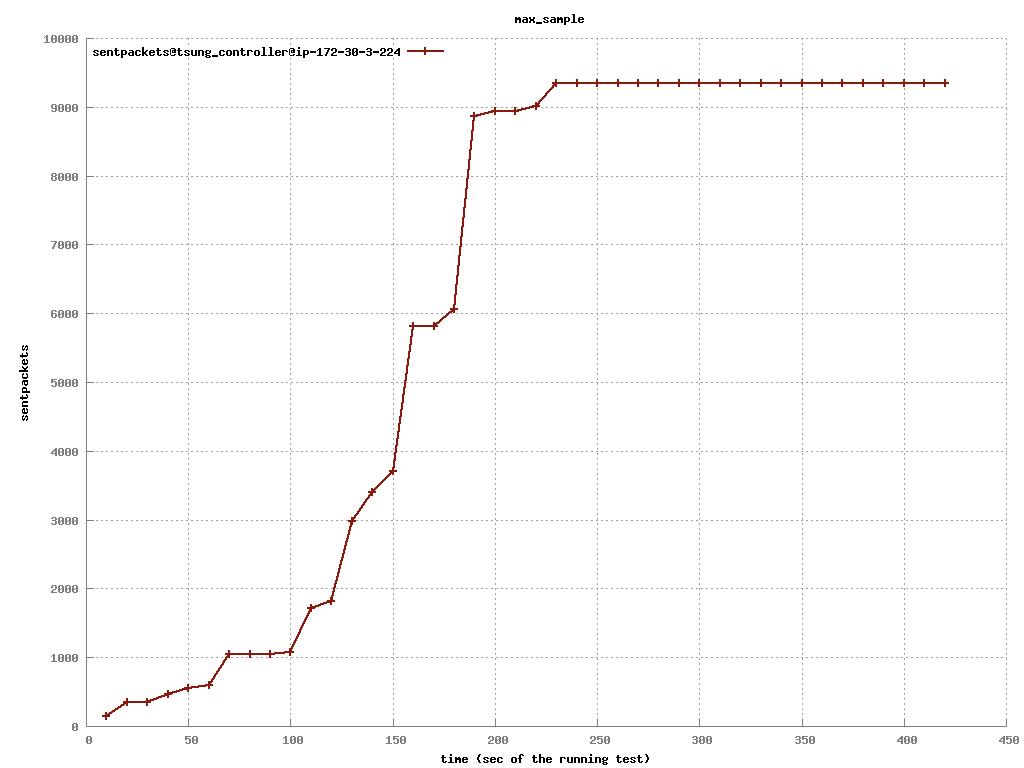 max_sample
sentpackets@tsung_controller@ip-172-30-3-224
10000
9000
8000
7000
6000
5000
4000
3000
2000
1000
0
sentpackets
0 50 100 150 200 250 300 350 400 450
time (sec of the running test)